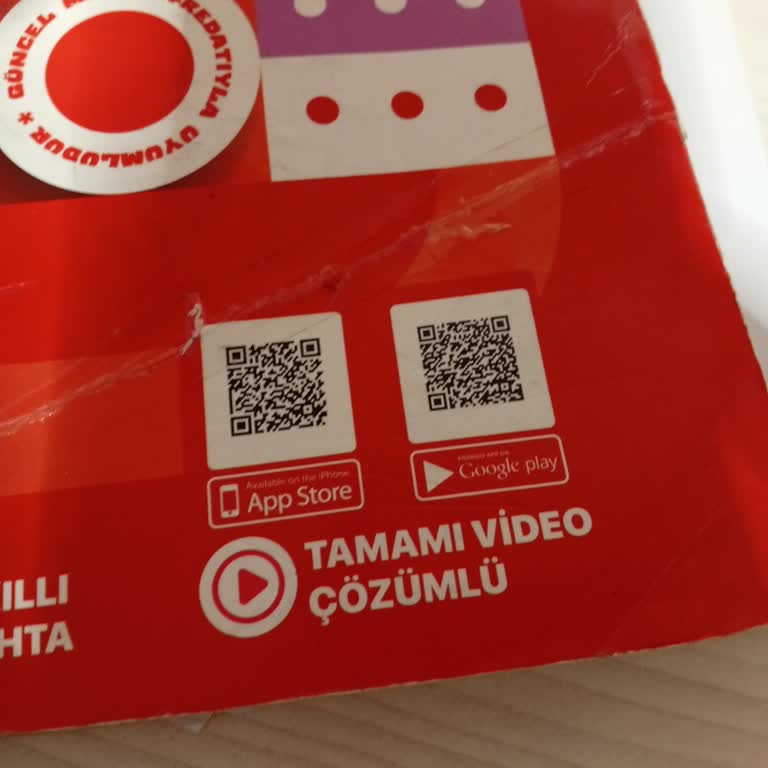 GÜNCEL
UYUMLUDUR *
Available on the iPhone
App Store
ANDROID APP ON
Google play
TAMAMI VİDEO
ÇÖZÜMLÜ
ILLI
HTA